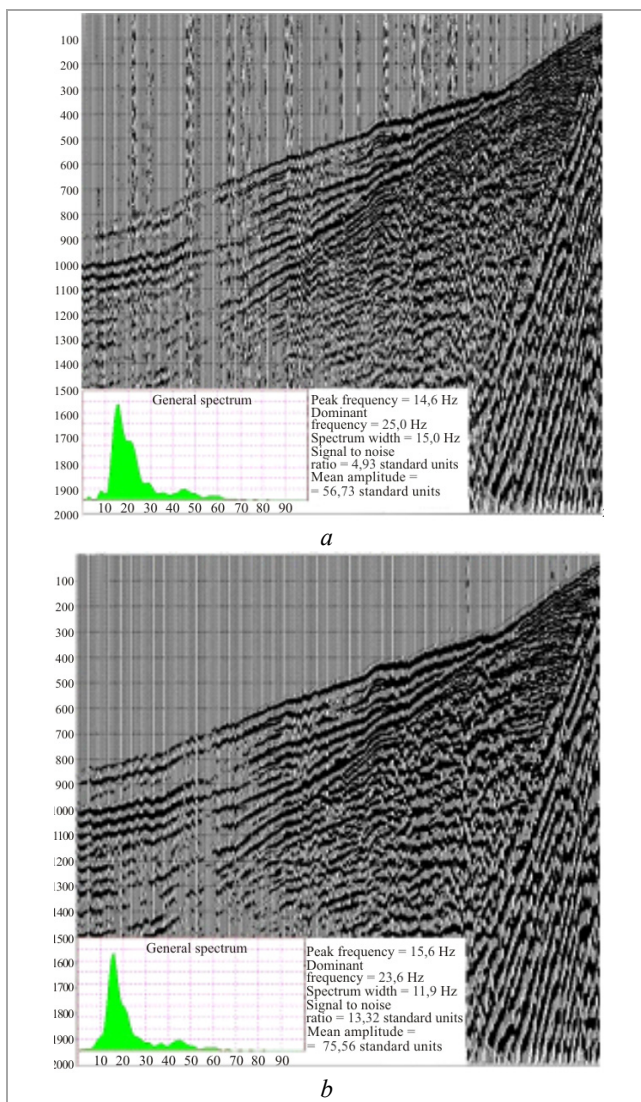 100
200
300
400
500
600
700
800
900
1000
1100
1200
1300
1400
1500
1600
1700
1800
1900
2000
General spectrum
10 20 30 40 50 60 70 80 90
Peak frequency = 14,6 Hz
Dominant
frequency = 25,0 Hz
Spectrum width = 15,0 Hz
Signal to noise
ratio = 4,93 standard units
Mean amplitude =
= 56,73 standard units
a
100
200
300
400
500
600
700
800
900
1000
1100
1200
1300
1400
1500
1600
1700
1800
1900
2000
General spectrum
10 20 30 40 50 60 70 80 90
Peak frequency = 15,6 Hz
Dominant
frequency = 23,6 Hz
Spectrum width = 11,9 Hz
Signal to noise
ratio = 13,32 standard units
Mean amplitude =
= 75,56 standard units
b